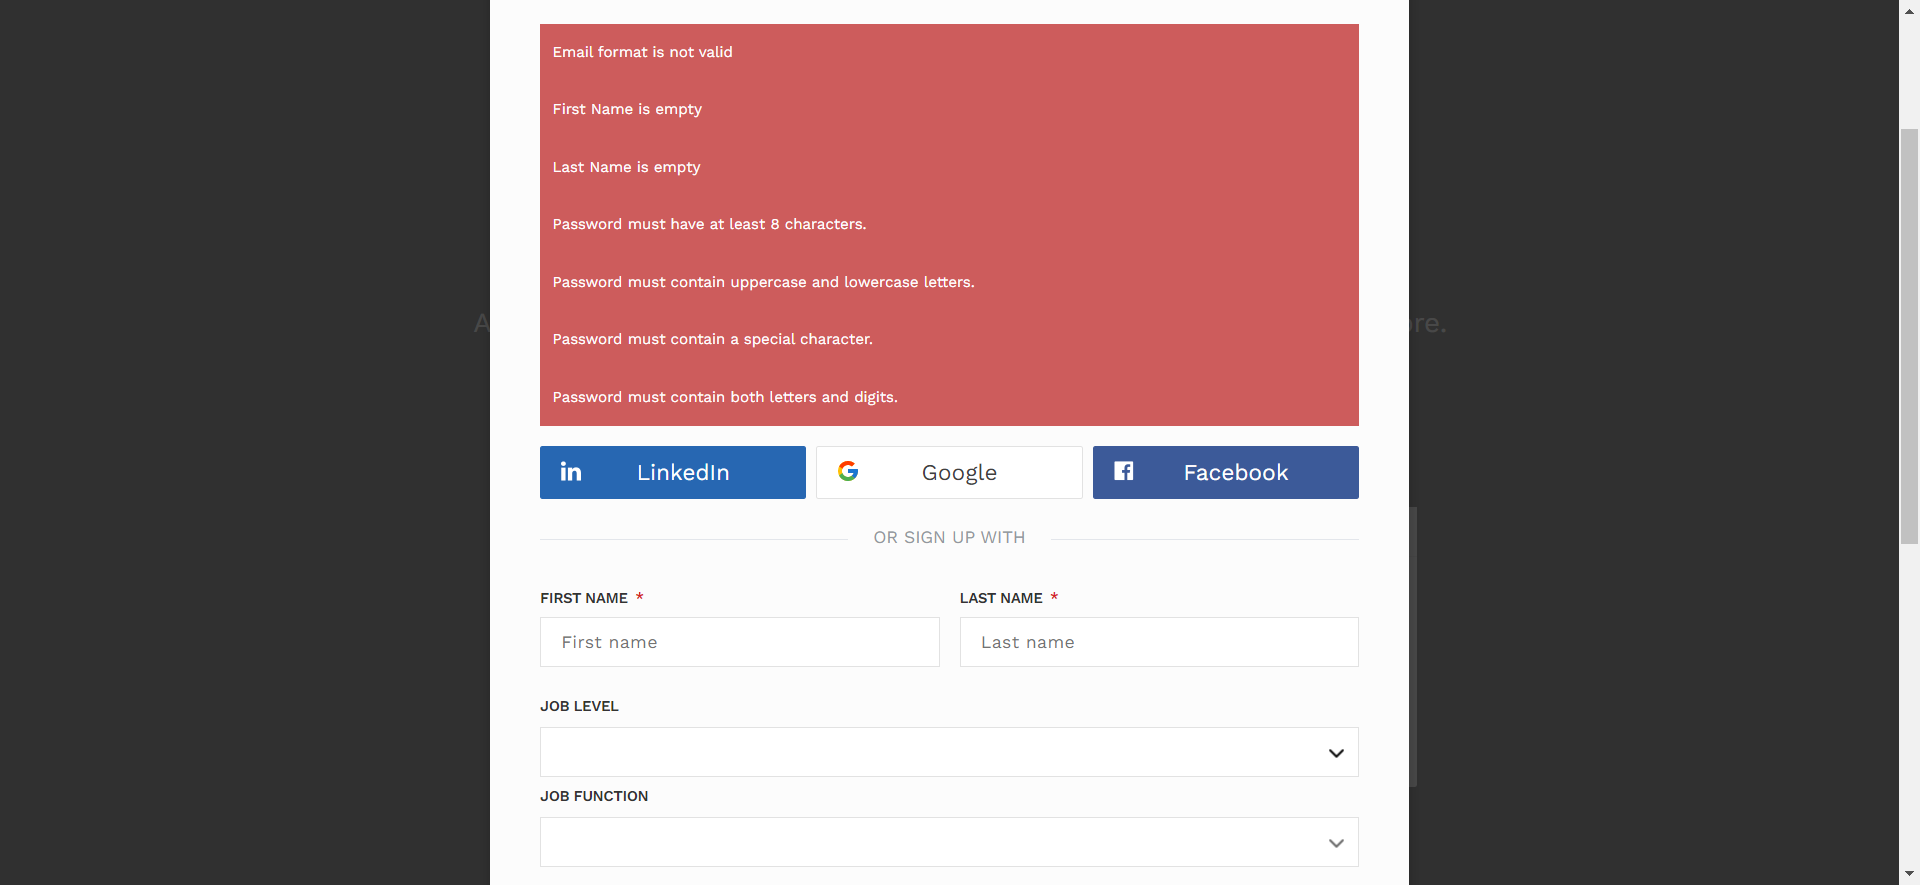 Email format is not valid
First Name is empty
Last Name is empty
Password must have at least 8 characters.
Password must contain uppercase and lowercase letters.
Password must contain a special character.
Password must contain both letters and digits.
LinkedIn
Google
Facebook
OR SIGN UP WITH
FIRST NAME *
LAST NAME *
First name
Last name
JOB LEVEL
JOB FUNCTION